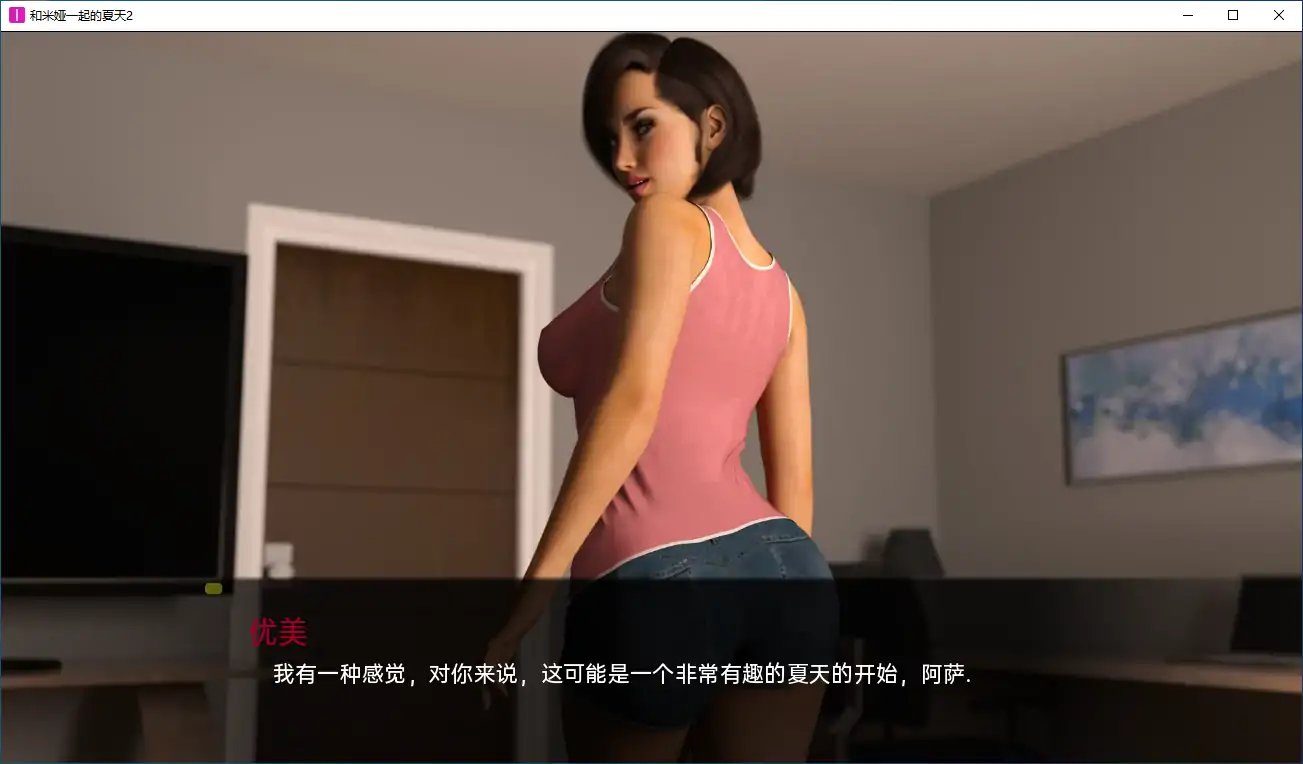 和米娅一起的夏天2
优美
我有一种感觉，对你来说，这可能是一个非常有趣的夏天的开始，阿萨.